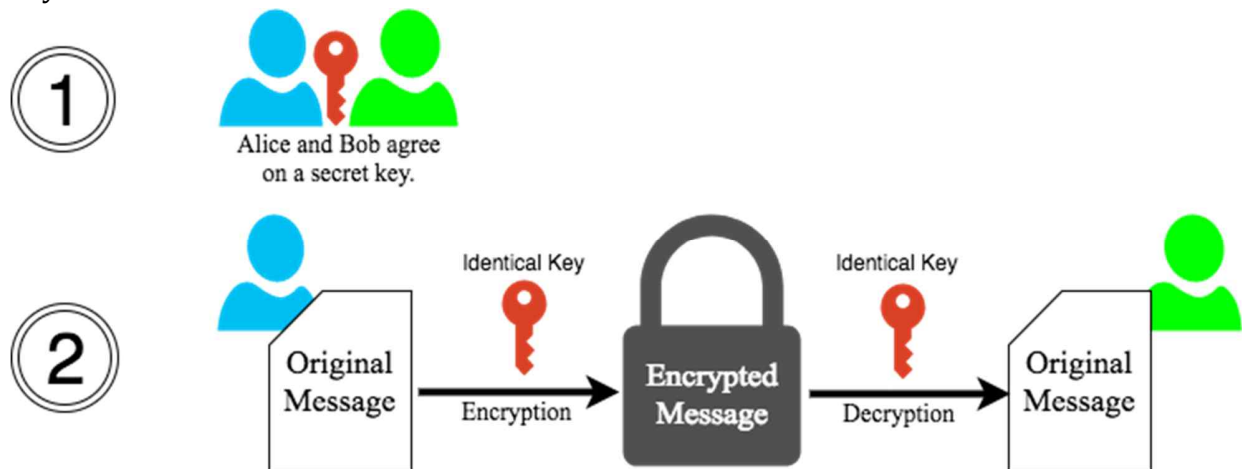 1
Alice and Bob agree
on a secret key.
2
Original
Message
Identical Key
Encryption
Encrypted
Message
Identical Key
Decryption
Original
Message